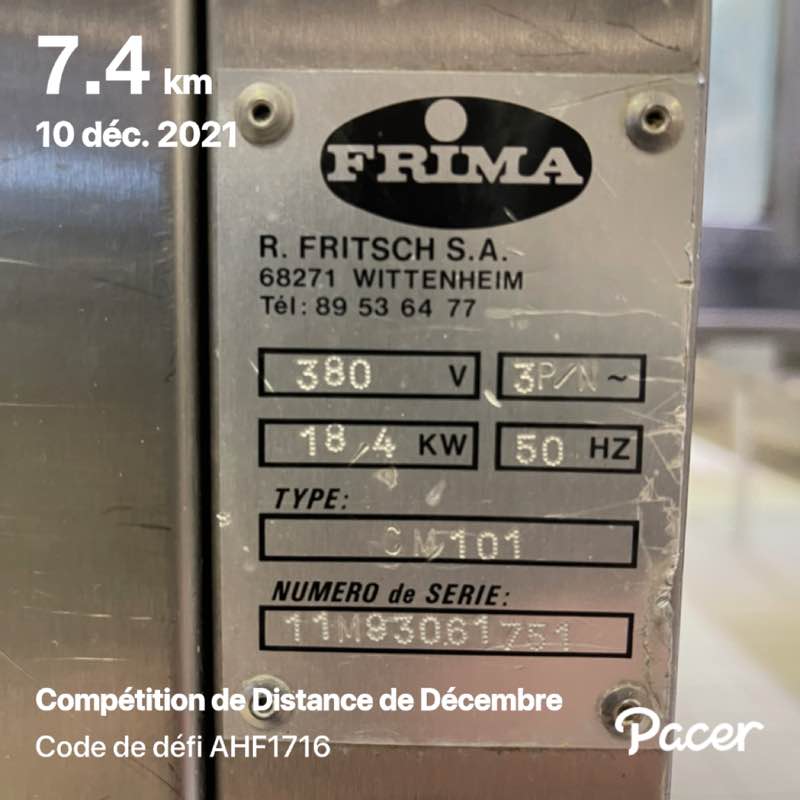 7.4 km
10 déc. 2021
FRIMA
R. FRITSCH S.A.
68271 WITTENHEIM
Tél: 89 53 64 77
380 V 3P/N ~
18,4 KW 50 HZ
TYPE:
CM101
NUMERO de SERIE:
11M93061751
Compétition de Distance de Décembre
Code de défi AHF1716
Pacer